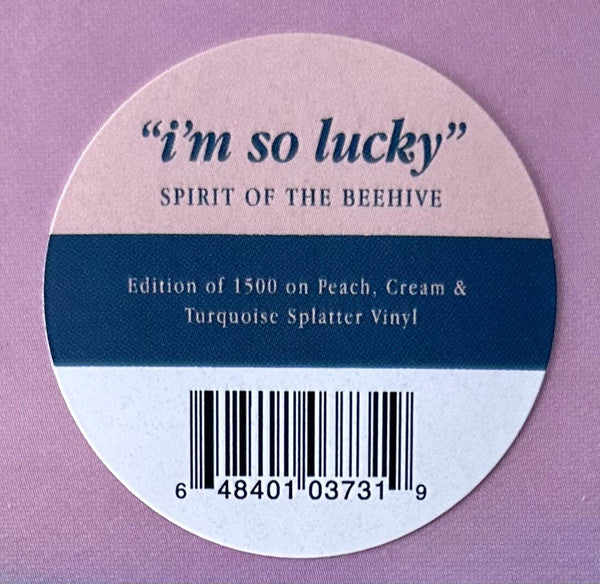 “i’m so lucky”
SPIRIT OF THE BEEHIVE
Edition of 1500 on Peach, Cream &
Turquoise Splatter Vinyl
6 48401 03731 9